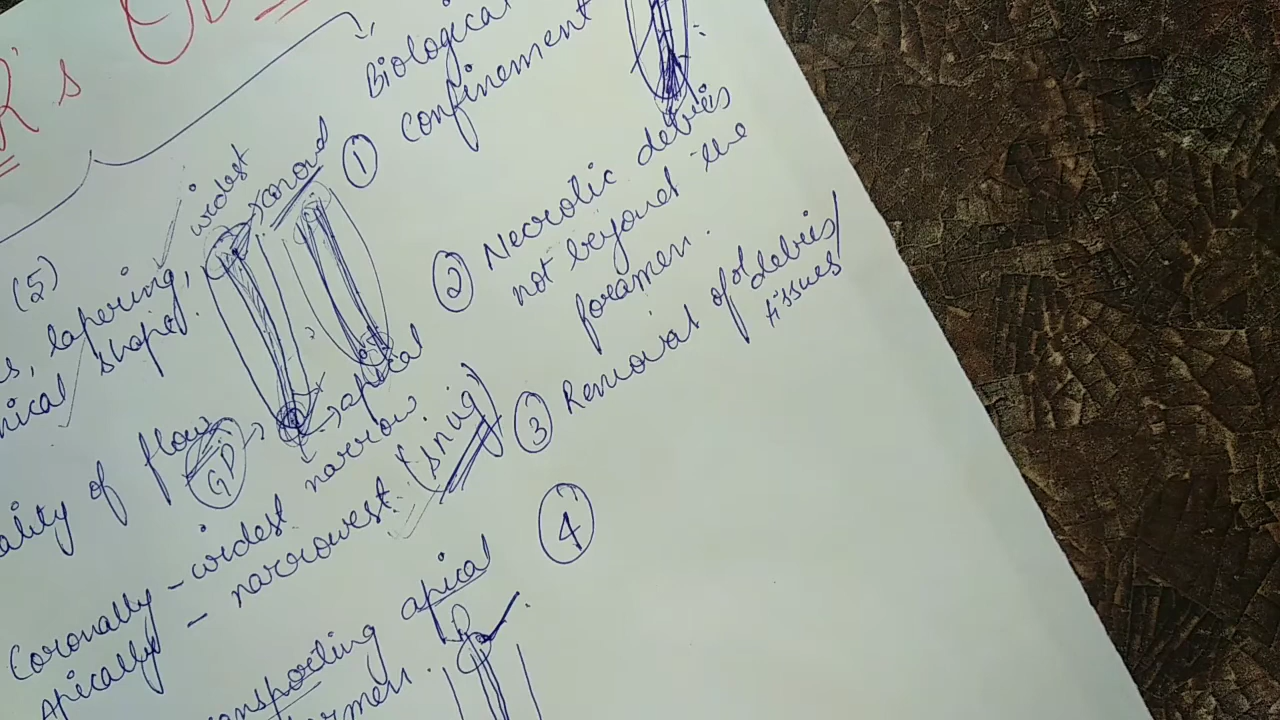 R's
(5)
tapering,
shape.
widest
coronal
flow
GP
apical
Coronally - widest
narrow
Apically - narrowest. (snug)
apical
Biological
① confinement
② Necrotic debris
not beyond the
foramen.
③ Removal of debris/
tissues
④